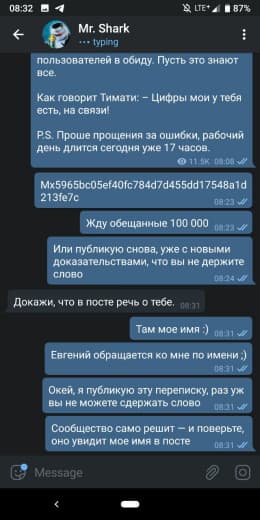 08:32
LTE+ 87%
Mr. Shark
typing
пользователей в обиду. Пусть это знают
все.
Как говорит Тимати: – Цифры мои у тебя
есть, на связи!
P.S. Проше прощения за ошибки, рабочий
день длится сегодня уже 17 часов.
11.5K 08:08
Mx5965bc05ef40fc784d7d455dd17548a1d
213fe7c
08:23
Жду обещанные 100 000 08:23
Или публикую снова, уже с новыми
доказательствами, что вы не держите
слово
08:24
Докажи, что в посте речь о тебе. 08:31
Там мое имя :) 08:31
Евгений обращается ко мне по имени ;)
08:31
Окей, я публикую эту переписку, раз уж
вы не можете сдержать слово 08:31
Сообщество само решит — и поверьте,
оно увидит мое имя в посте 08:31
Message